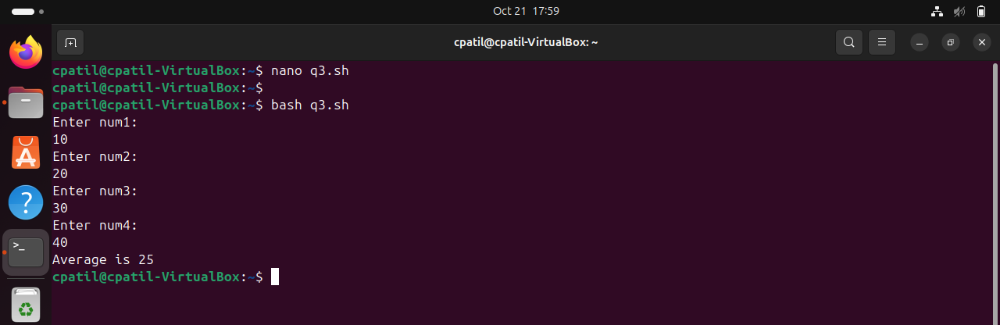 Oct 21 17:59
cpatil@cpatil-VirtualBox: ~
cpatil@cpatil-VirtualBox:~$ nano q3.sh
cpatil@cpatil-VirtualBox:~$
cpatil@cpatil-VirtualBox:~$ bash q3.sh
Enter num1:
10
Enter num2:
20
Enter num3:
30
Enter num4:
40
Average is 25
cpatil@cpatil-VirtualBox:~$